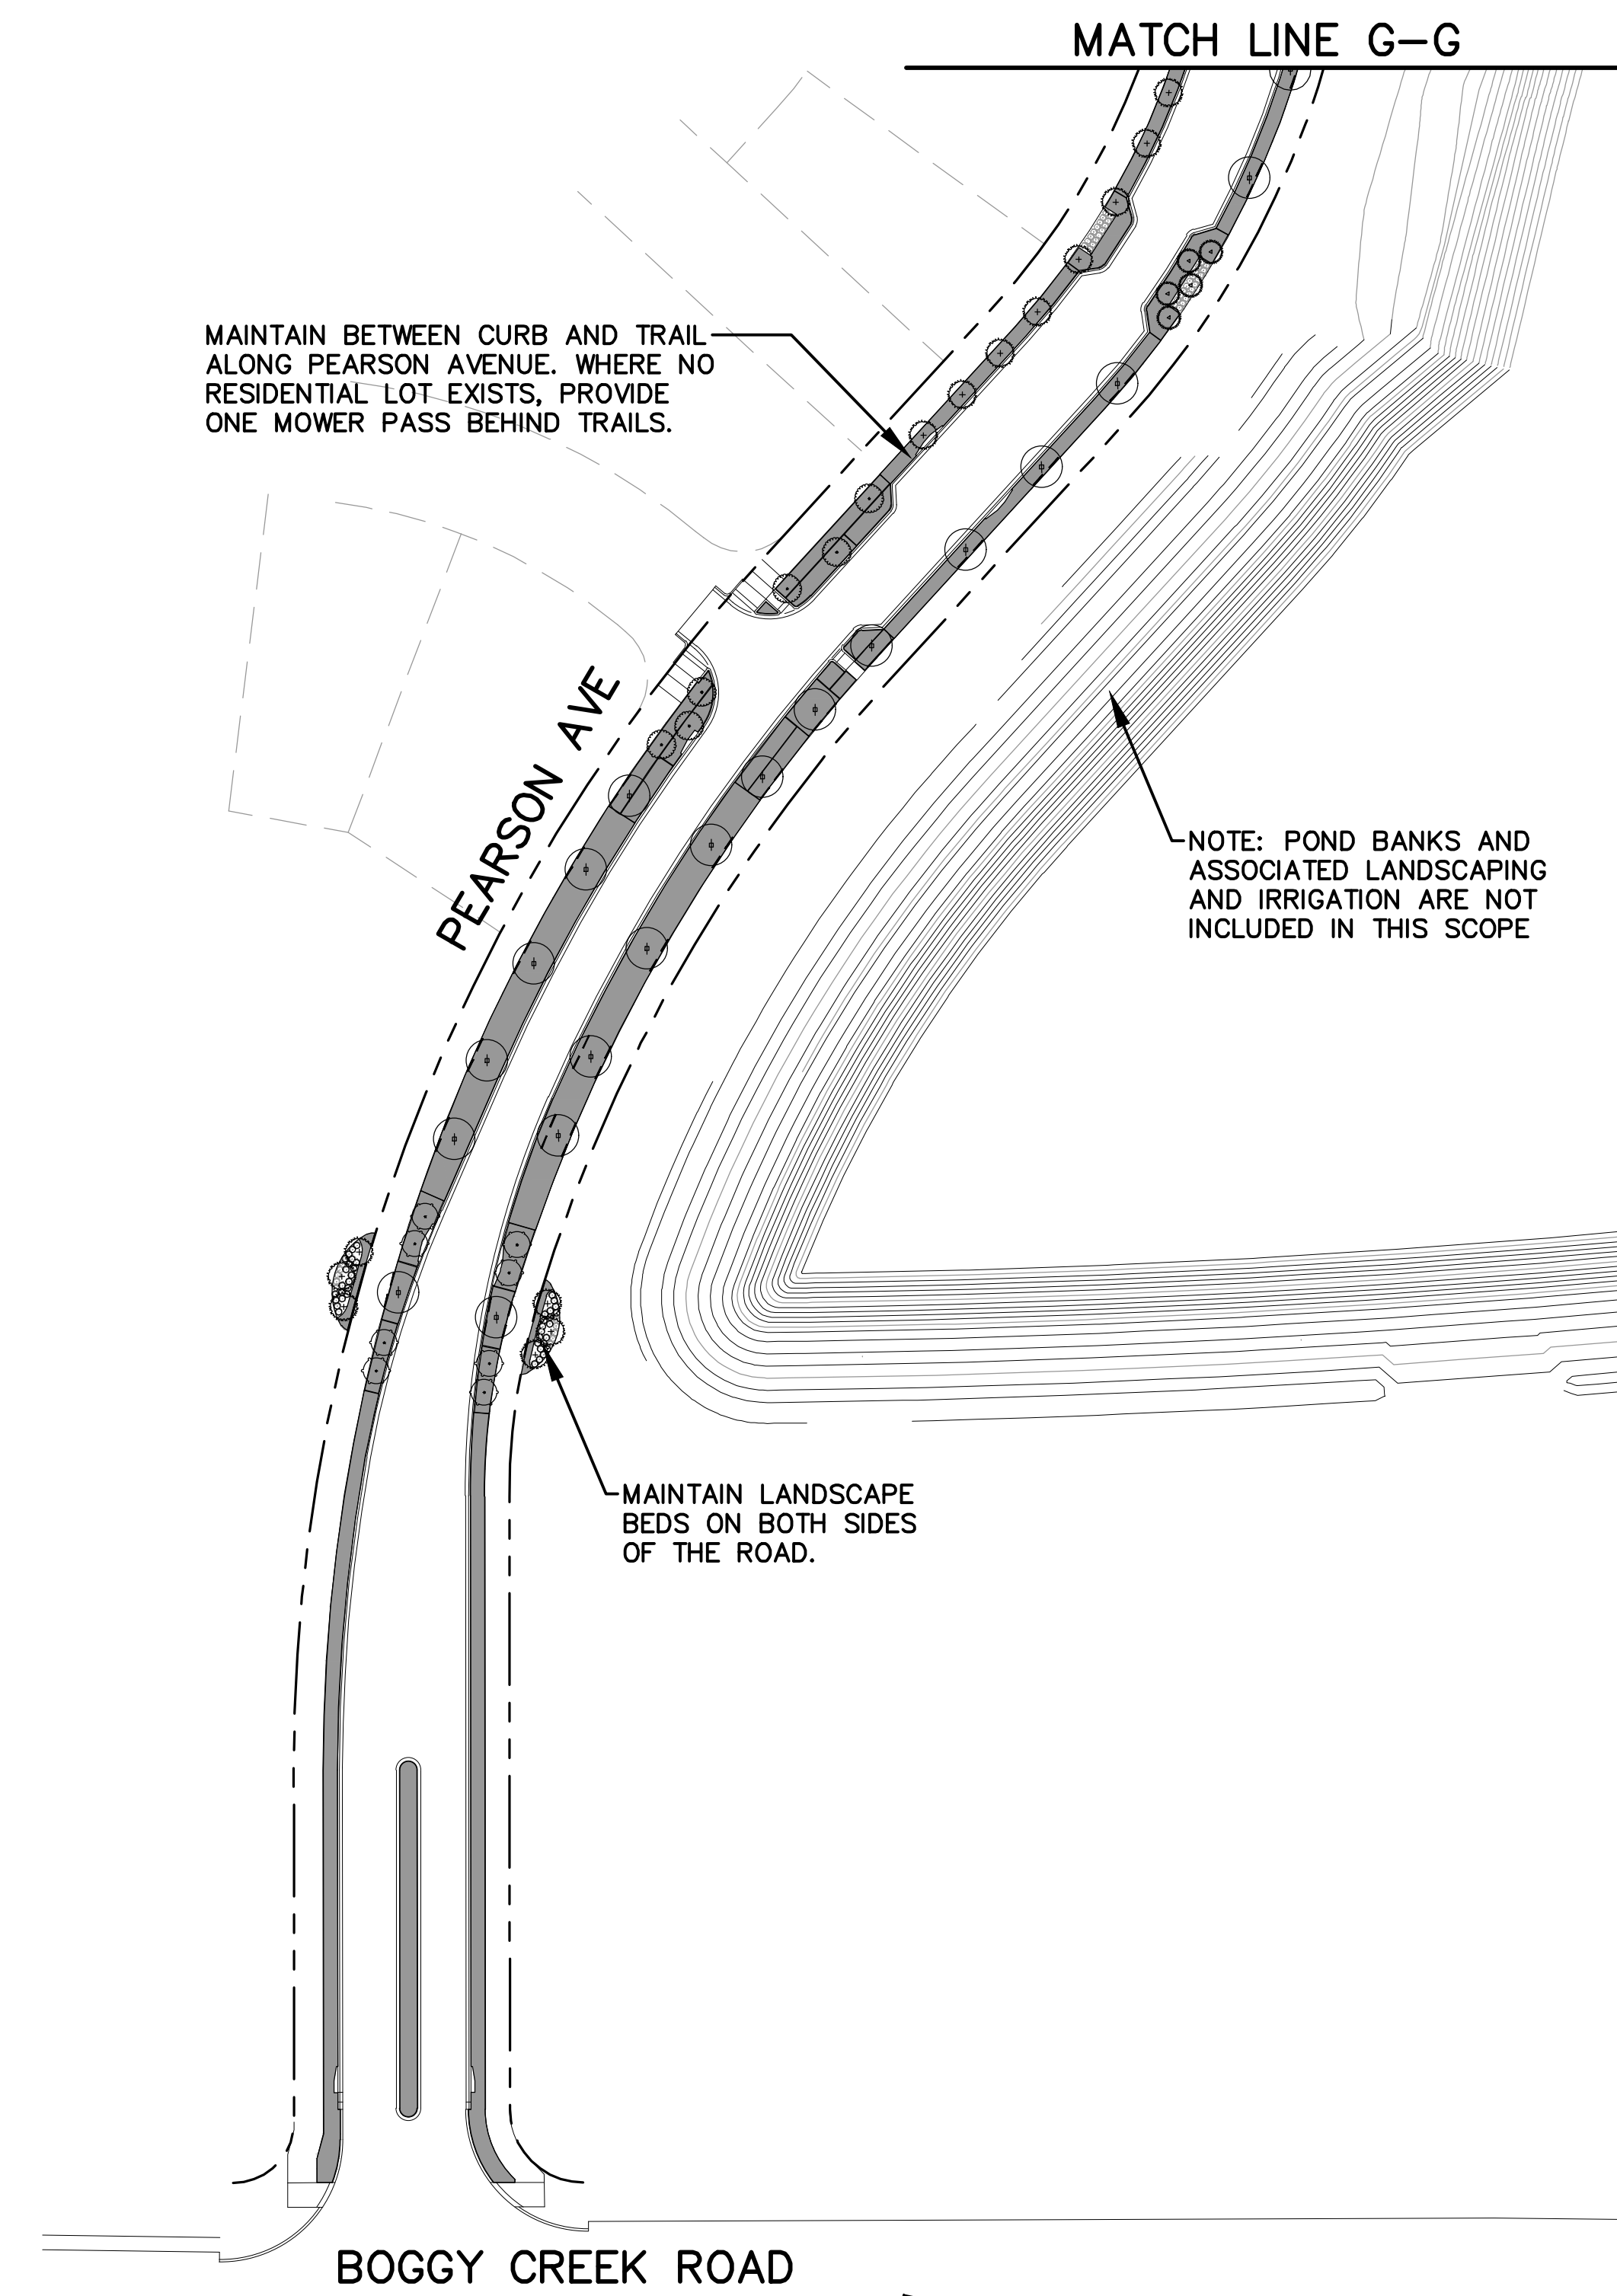 MATCH LINE G-G
MAINTAIN BETWEEN CURB AND TRAIL
ALONG PEARSON AVENUE. WHERE NO
RESIDENTIAL LOT EXISTS, PROVIDE
ONE MOWER PASS BEHIND TRAILS.
PEARSON AVE
NOTE: POND BANKS AND
ASSOCIATED LANDSCAPING
AND IRRIGATION ARE NOT
INCLUDED IN THIS SCOPE
MAINTAIN LANDSCAPE
BEDS ON BOTH SIDES
OF THE ROAD.
BOGGY CREEK ROAD